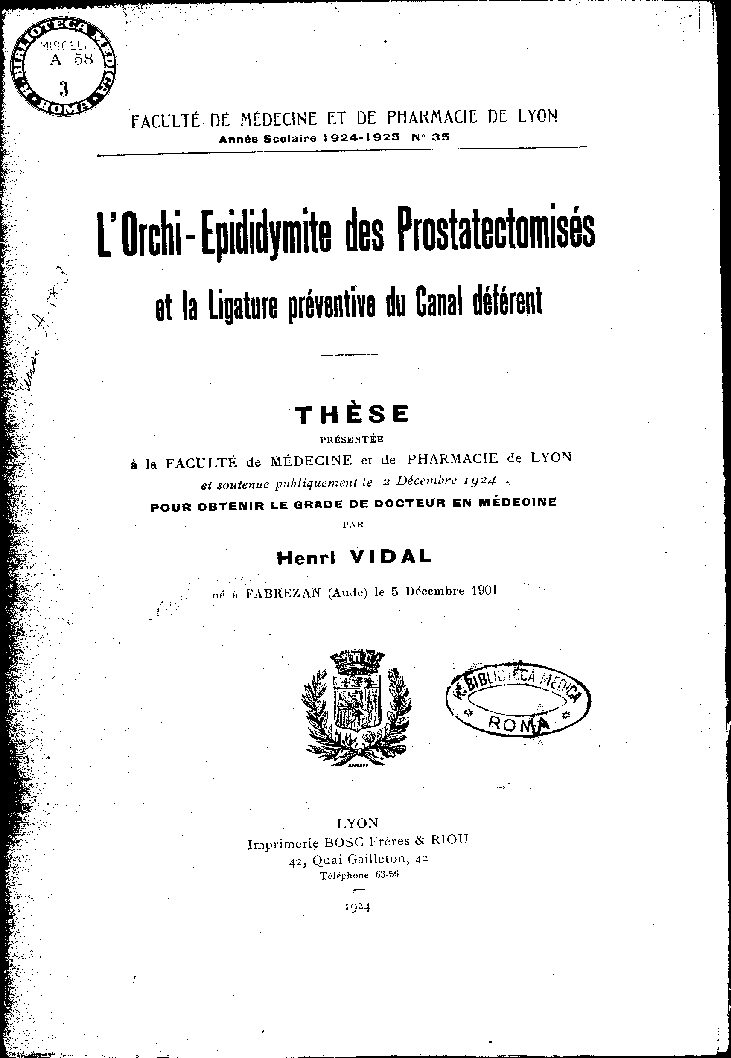 BIBLIOTECA MEDICA
MISCELL.
A 58
3
ROMA
FACULTÉ DE MÉDECINE ET DE PHARMACIE DE LYON
Année Scolaire 1924-1925 N° 35
L'Orchi-Epididymite des Prostatectomisés
et la Ligature préventive du Canal déférent
THÈSE
PRÉSENTÉE
à la FACULTÉ de MÉDECINE et de PHARMACIE de LYON
et soutenue publiquement le 2 Décembre 1924
POUR OBTENIR LE GRADE DE DOCTEUR EN MÉDECINE
PAR
Henri VIDAL
né à FABREZAN (Aude) le 5 Décembre 1901
BIBLIOTECA MEDICA
ROMA
LYON
Imprimerie BOSC Frères & RIOU
42, Quai Gailleton, 42
Téléphone 63-56
1924